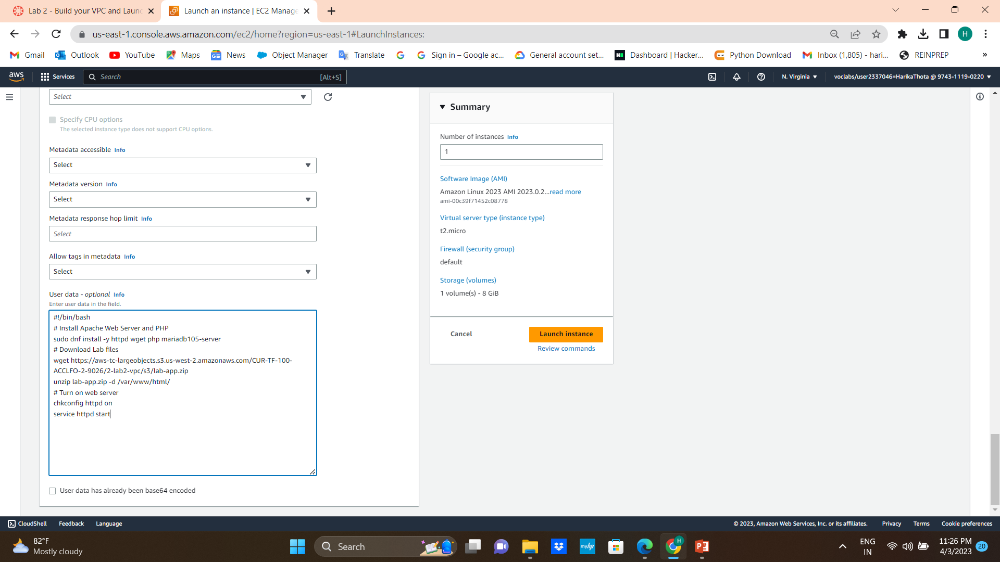 Lab 2 - Build your VPC and Laun
Launch an instance | EC2 Manage
us-east-1.console.aws.amazon.com/ec2/home?region=us-east-1#LaunchInstances:
H
Gmail
Outlook
YouTube
Maps
News
Object Manager
Translate
Sign in – Google ac...
General account set...
Dashboard | Hacker...
Python Download
Inbox (1,805) - hari...
REINPREP
»
aws
Services
Search
[Alt+S]
N. Virginia
voclabs/user2337046=HarikaThota @ 9743-1119-0220
Select
Specify CPU options
The selected instance type does not support CPU options.
Metadata accessible Info
Select
Metadata version Info
Select
Metadata response hop limit Info
Select
Allow tags in metadata Info
Select
User data - optional Info
Enter user data in the field.
#!/bin/bash
# Install Apache Web Server and PHP
sudo dnf install -y httpd wget php mariadb105-server
# Download Lab files
wget https://aws-tc-largeobjects.s3.us-west-2.amazonaws.com/CUR-TF-100-
ACCLFO-2-9026/2-lab2-vpc/s3/lab-app.zip
unzip lab-app.zip -d /var/www/html/
# Turn on web server
chkconfig httpd on
service httpd start
User data has already been base64 encoded
Summary
Number of instances Info
1
Software Image (AMI)
Amazon Linux 2023 AMI 2023.0.2...read more
ami-00c39f71452c08778
Virtual server type (instance type)
t2.micro
Firewall (security group)
default
Storage (volumes)
1 volume(s) - 8 GiB
Cancel
Launch instance
Review commands
CloudShell
Feedback
Language
© 2023, Amazon Web Services, Inc. or its affiliates.
Privacy
Terms
Cookie preferences
82°F
Mostly cloudy
Search
myhp
H
P
ENG
IN
11:26 PM
4/3/2023
20